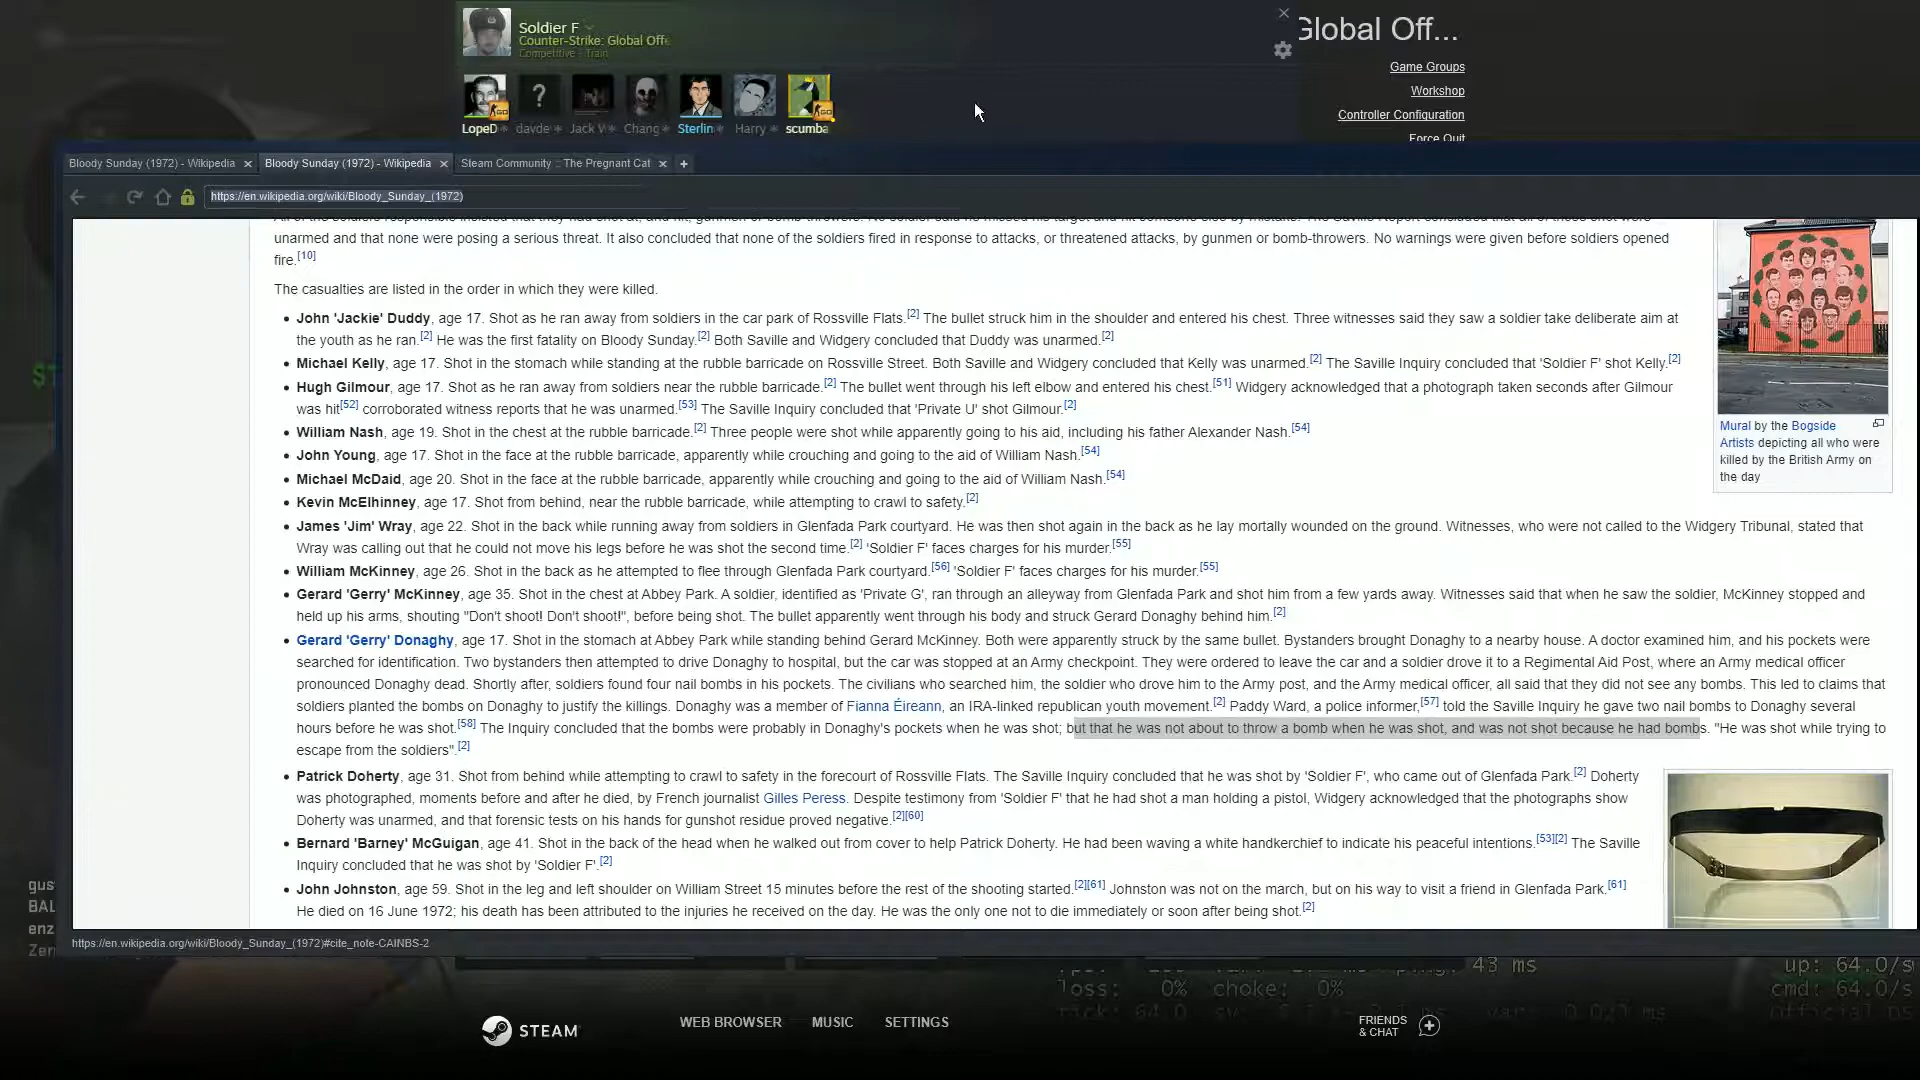 Soldier F
Counter-Strike: Global Off
Competitive - Train
Global Off...
Game Groups
Workshop
Controller Configuration
Force Quit
LopeD davde Jack V Chang Sterlin Harry scumba
Bloody Sunday (1972) - Wikipedia
Bloody Sunday (1972) - Wikipedia
Steam Community :: The Pregnant Cat
https://en.wikipedia.org/wiki/Bloody_Sunday_(1972)
unarmed and that none were posing a serious threat. It also concluded that none of the soldiers fired in response to attacks, or threatened attacks, by gunmen or bomb-throwers. No warnings were given before soldiers opened
fire.[10]
The casualties are listed in the order in which they were killed.
• John 'Jackie' Duddy, age 17. Shot as he ran away from soldiers in the car park of Rossville Flats.[2] The bullet struck him in the shoulder and entered his chest. Three witnesses said they saw a soldier take deliberate aim at
the youth as he ran.[2] He was the first fatality on Bloody Sunday.[2] Both Saville and Widgery concluded that Duddy was unarmed.[2]
• Michael Kelly, age 17. Shot in the stomach while standing at the rubble barricade on Rossville Street. Both Saville and Widgery concluded that Kelly was unarmed.[2] The Saville Inquiry concluded that 'Soldier F' shot Kelly.[2]
• Hugh Gilmour, age 17. Shot as he ran away from soldiers near the rubble barricade.[2] The bullet went through his left elbow and entered his chest.[51] Widgery acknowledged that a photograph taken seconds after Gilmour
was hit[52] corroborated witness reports that he was unarmed.[53] The Saville Inquiry concluded that 'Private U' shot Gilmour.[2]
• William Nash, age 19. Shot in the chest at the rubble barricade.[2] Three people were shot while apparently going to his aid, including his father Alexander Nash.[54]
• John Young, age 17. Shot in the face at the rubble barricade, apparently while crouching and going to the aid of William Nash.[54]
• Michael McDaid, age 20. Shot in the face at the rubble barricade, apparently while crouching and going to the aid of William Nash.[54]
• Kevin McElhinney, age 17. Shot from behind, near the rubble barricade, while attempting to crawl to safety.[2]
• James 'Jim' Wray, age 22. Shot in the back while running away from soldiers in Glenfada Park courtyard. He was then shot again in the back as he lay mortally wounded on the ground. Witnesses, who were not called to the Widgery Tribunal, stated that
Wray was calling out that he could not move his legs before he was shot the second time.[2] 'Soldier F' faces charges for his murder.[55]
• William McKinney, age 26. Shot in the back as he attempted to flee through Glenfada Park courtyard.[56] 'Soldier F' faces charges for his murder.[55]
• Gerard 'Gerry' McKinney, age 35. Shot in the chest at Abbey Park. A soldier, identified as 'Private G', ran through an alleyway from Glenfada Park and shot him from a few yards away. Witnesses said that when he saw the soldier, McKinney stopped and
held up his arms, shouting "Don't shoot! Don't shoot!", before being shot. The bullet apparently went through his body and struck Gerard Donaghy behind him.[2]
• Gerard 'Gerry' Donaghy, age 17. Shot in the stomach at Abbey Park while standing behind Gerard McKinney. Both were apparently struck by the same bullet. Bystanders brought Donaghy to a nearby house. A doctor examined him, and his pockets were
searched for identification. Two bystanders then attempted to drive Donaghy to hospital, but the car was stopped at an Army checkpoint. They were ordered to leave the car and a soldier drove it to a Regimental Aid Post, where an Army medical officer
pronounced Donaghy dead. Shortly after, soldiers found four nail bombs in his pockets. The civilians who searched him, the soldier who drove him to the Army post, and the Army medical officer, all said that they did not see any bombs. This led to claims that
soldiers planted the bombs on Donaghy to justify the killings. Donaghy was a member of Fianna Éireann, an IRA-linked republican youth movement.[2] Paddy Ward, a police informer,[57] told the Saville Inquiry he gave two nail bombs to Donaghy several
hours before he was shot.[58] The Inquiry concluded that the bombs were probably in Donaghy's pockets when he was shot; but that he was not about to throw a bomb when he was shot, and was not shot because he had bombs. "He was shot while trying to
escape from the soldiers".[2]
• Patrick Doherty, age 31. Shot from behind while attempting to crawl to safety in the forecourt of Rossville Flats. The Saville Inquiry concluded that he was shot by 'Soldier F', who came out of Glenfada Park.[2] Doherty
was photographed, moments before and after he died, by French journalist Gilles Peress. Despite testimony from 'Soldier F' that he had shot a man holding a pistol, Widgery acknowledged that the photographs show
Doherty was unarmed, and that forensic tests on his hands for gunshot residue proved negative.[2][60]
• Bernard 'Barney' McGuigan, age 41. Shot in the back of the head when he walked out from cover to help Patrick Doherty. He had been waving a white handkerchief to indicate his peaceful intentions.[53][2] The Saville
Inquiry concluded that he was shot by 'Soldier F'.[2]
• John Johnston, age 59. Shot in the leg and left shoulder on William Street 15 minutes before the rest of the shooting started.[2][61] Johnston was not on the march, but on his way to visit a friend in Glenfada Park.[61]
He died on 16 June 1972; his death has been attributed to the injuries he received on the day. He was the only one not to die immediately or soon after being shot.[2]
Mural by the Bogside
Artists depicting all who were
killed by the British Army on
the day
gus
BAL
enz
Zer
https://en.wikipedia.org/wiki/Bloody_Sunday_(1972)#cite_note-CAINBS-2
43 ms
up: 64.0/s
loss: 0% choke: 0%
cmd: 64.0/s
STEAM
WEB BROWSER
MUSIC
SETTINGS
FRIENDS
& CHAT